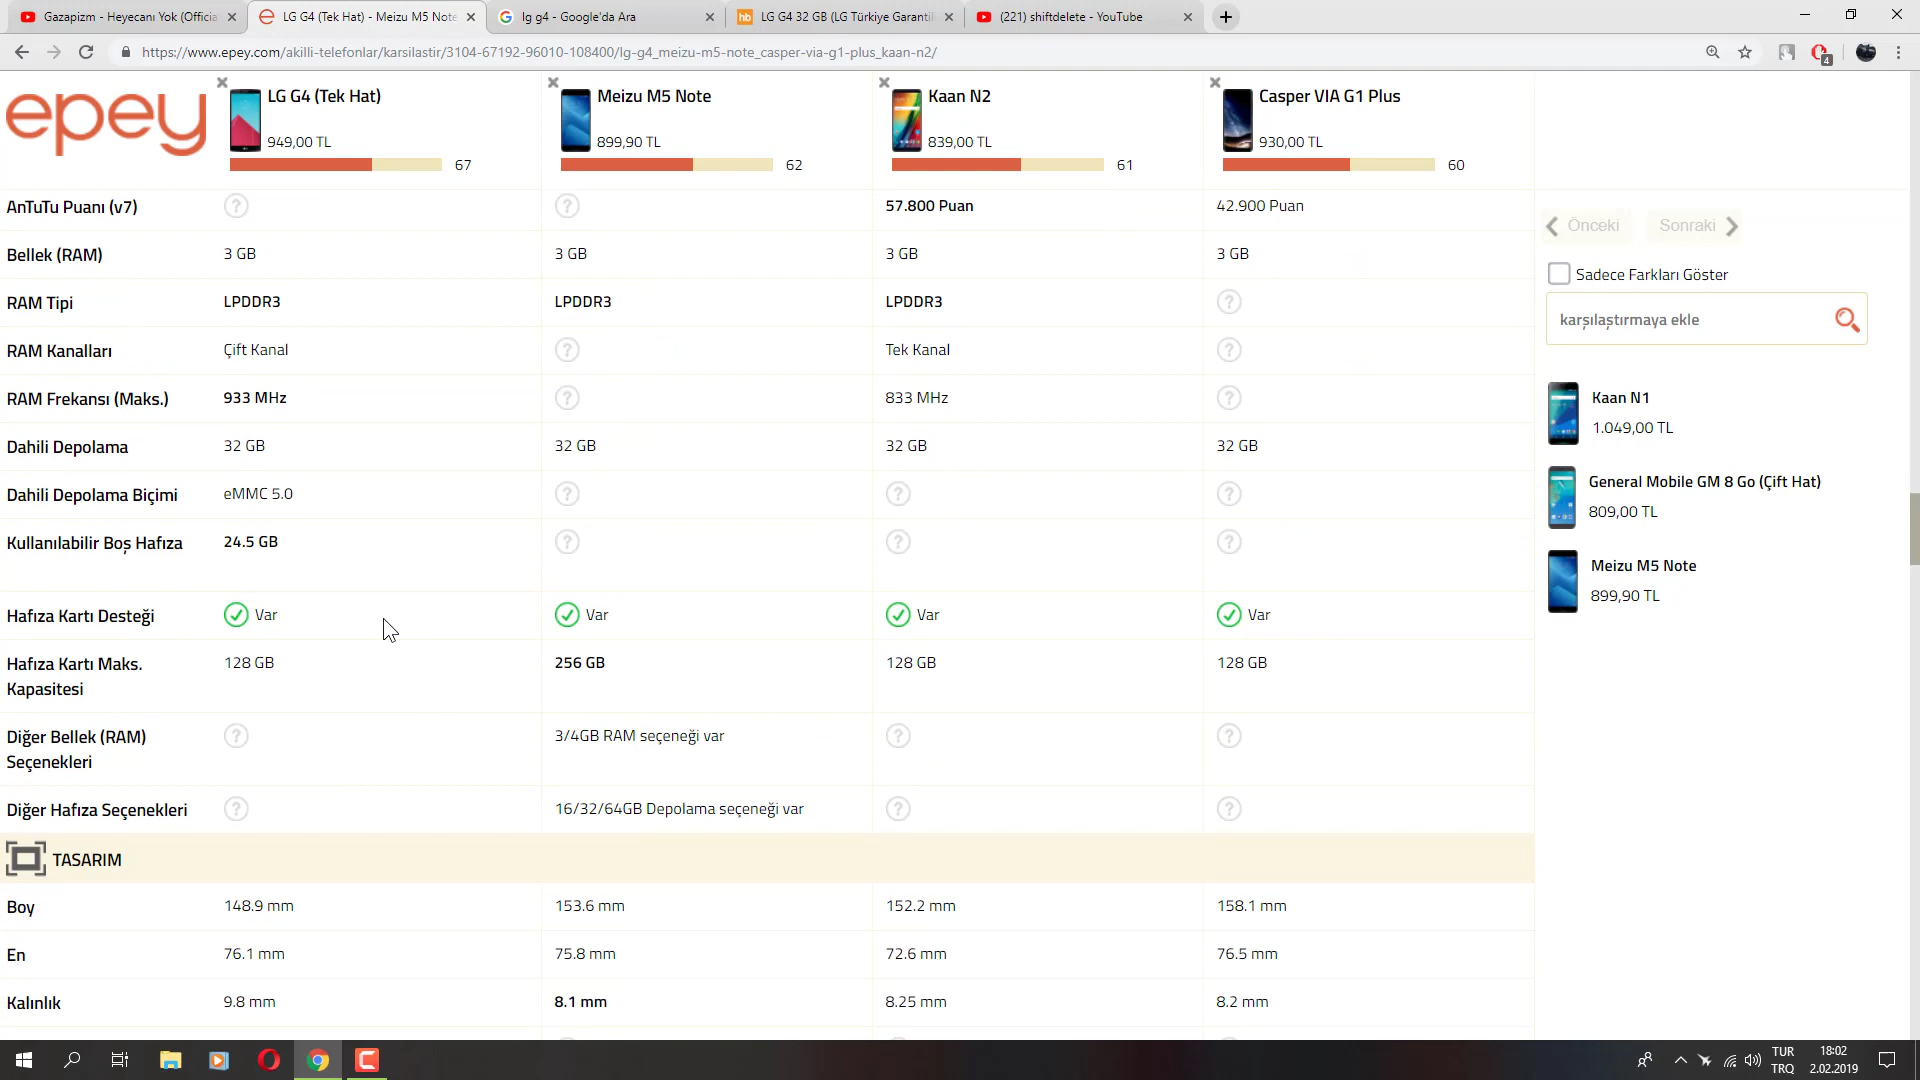 Gazapizm - Heyecanı Yok (Officia
LG G4 (Tek Hat) - Meizu M5 Note
lg g4 - Google'da Ara
LG G4 32 GB (LG Türkiye Garantili
(221) shiftdelete - YouTube
https://www.epey.com/akilli-telefonlar/karsilastir/3104-67192-96010-108400/lg-g4_meizu-m5-note_casper-via-g1-plus_kaan-n2/
4
epey
LG G4 (Tek Hat)
949,00 TL
67
Meizu M5 Note
899,90 TL
62
Kaan N2
839,00 TL
61
Casper VIA G1 Plus
930,00 TL
60
AnTuTu Puanı (v7) ? ? 57.800 Puan 42.900 Puan
Bellek (RAM) 3 GB 3 GB 3 GB 3 GB
RAM Tipi LPDDR3 LPDDR3 LPDDR3 ?
RAM Kanalları Çift Kanal ? Tek Kanal ?
RAM Frekansı (Maks.) 933 MHz ? 833 MHz ?
Dahili Depolama 32 GB 32 GB 32 GB 32 GB
Dahili Depolama Biçimi eMMC 5.0 ? ? ?
Kullanılabilir Boş Hafıza 24.5 GB ? ? ?
Hafıza Kartı Desteği Var Var Var Var
Hafıza Kartı Maks. 128 GB 256 GB 128 GB 128 GB
Kapasitesi
Diğer Bellek (RAM) ? 3/4GB RAM seçeneği var ? ?
Seçenekleri
Diğer Hafıza Seçenekleri ? 16/32/64GB Depolama seçeneği var ? ?
TASARIM
Boy 148.9 mm 153.6 mm 152.2 mm 158.1 mm
En 76.1 mm 75.8 mm 72.6 mm 76.5 mm
Kalınlık 9.8 mm 8.1 mm 8.25 mm 8.2 mm
Önceki
Sonraki
Sadece Farkları Göster
karşılaştırmaya ekle
Kaan N1
1.049,00 TL
General Mobile GM 8 Go (Çift Hat)
809,00 TL
Meizu M5 Note
899,90 TL
TUR
TRQ
18:02
2.02.2019